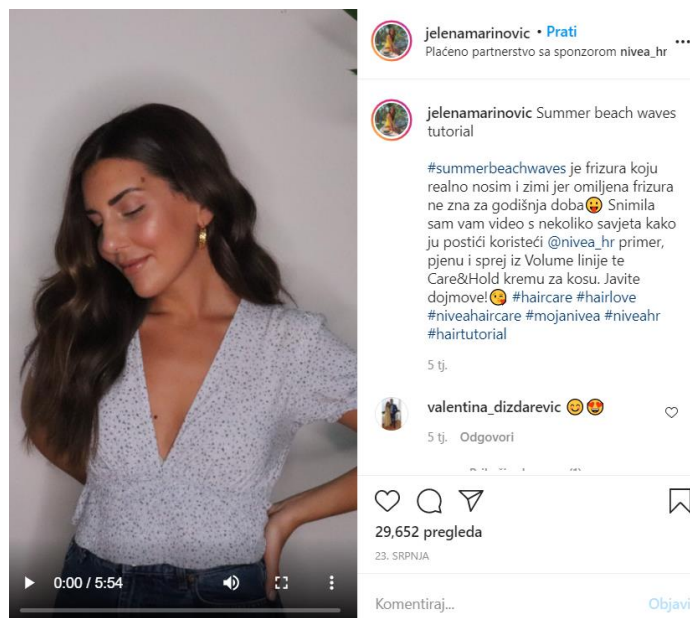 jelenamarinovic • Prati
Plaćeno partnerstvo sa sponzorom nivea_hr
jelenamarinovic Summer beach waves
tutorial
#summerbeachwaves je frizura koju
realno nosim i zimi jer omiljena frizura
ne zna za godišnja doba😛 Snimila
sam vam video s nekoliko savjeta kako
ju postići koristeći @nivea_hr primer,
pjenu i sprej iz Volume linije te
Care&Hold kremu za kosu. Javite
dojmove!😘 #haircare #hairlove
#niveahaircare #mojanivea #niveahr
#hairtutorial
5 tj.
valentina_dizdarevic 😊😍
5 tj. Odgovori
29,652 pregleda
23. SRPNJA
0:00 / 5:54
Komentiraj...
Objavi